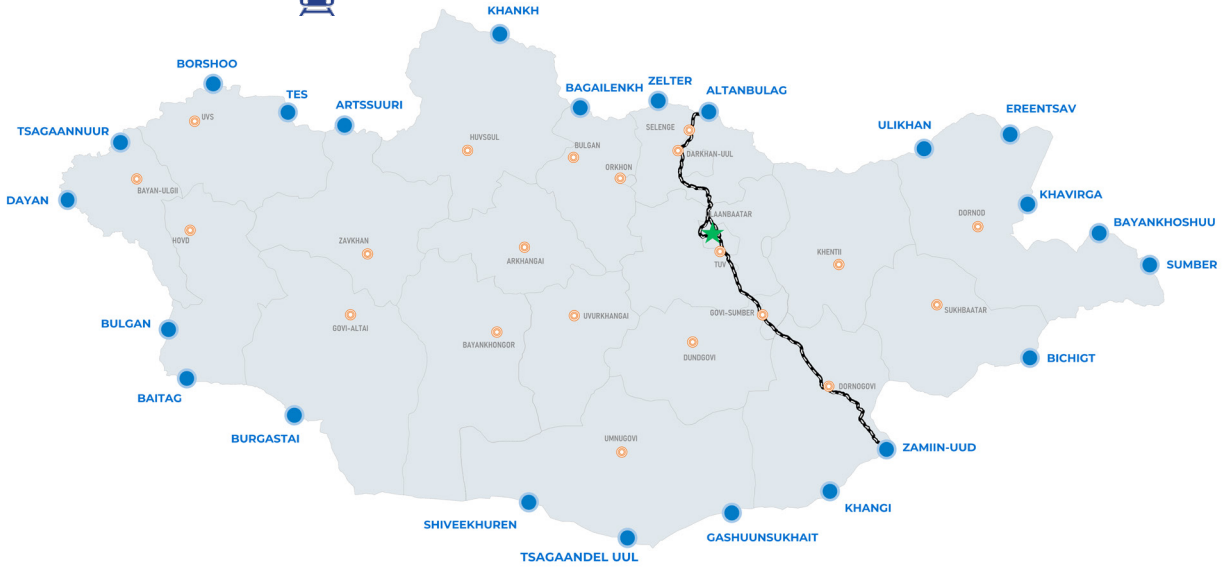 KHANKH
BORSHOO
TES
ARTSSUURI
BAGAILENKH
ZELTER
ALTANBULAG
EREENTSAV
ULIKHAN
TSAGAANNUUR
UVS
HUVSGUL
BULGAN
ORKHON
SELENGE
DARKHAN-UUL
BAYAN-ULGII
DAYAN
KHAVIRGA
BAYANKHOSHUU
SUMBER
HOVD
ZAVKHAN
ARKHANGAI
LAANBAATAR
TUV
KHENTII
DORNOD
SUKHBAATAR
BULGAN
GOVI-ALTAI
BAYANKHONGOR
UVURKHANGAI
DUNDGOVI
GOVI-SUMBER
BICHIGT
BAITAG
DORNOGOVI
BURGASTAI
UMNUGOVI
ZAMIIN-UUD
SHIVEEKHUREN
TSAGAANDEL UUL
GASHUUNSUKHAIT
KHANGI